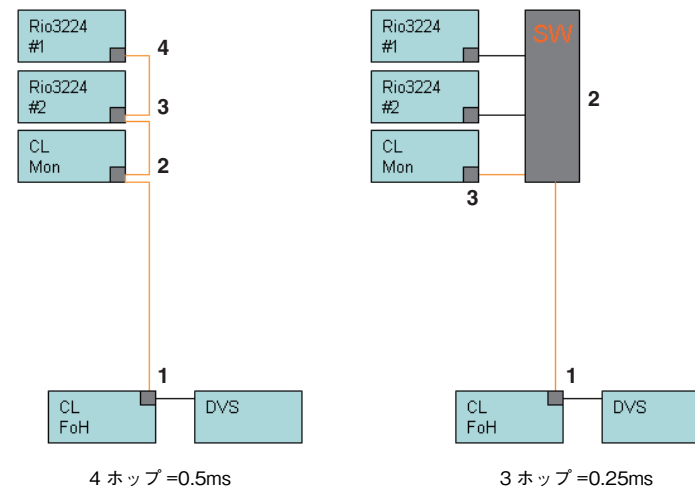 Rio3224
#1
4
Rio3224
#2
3
CL
Mon
2
1
CL
FoH
DVS
4 ホップ =0.5ms
Rio3224
#1
SW
Rio3224
#2
2
CL
Mon
3
1
CL
FoH
DVS
3 ホップ =0.25ms